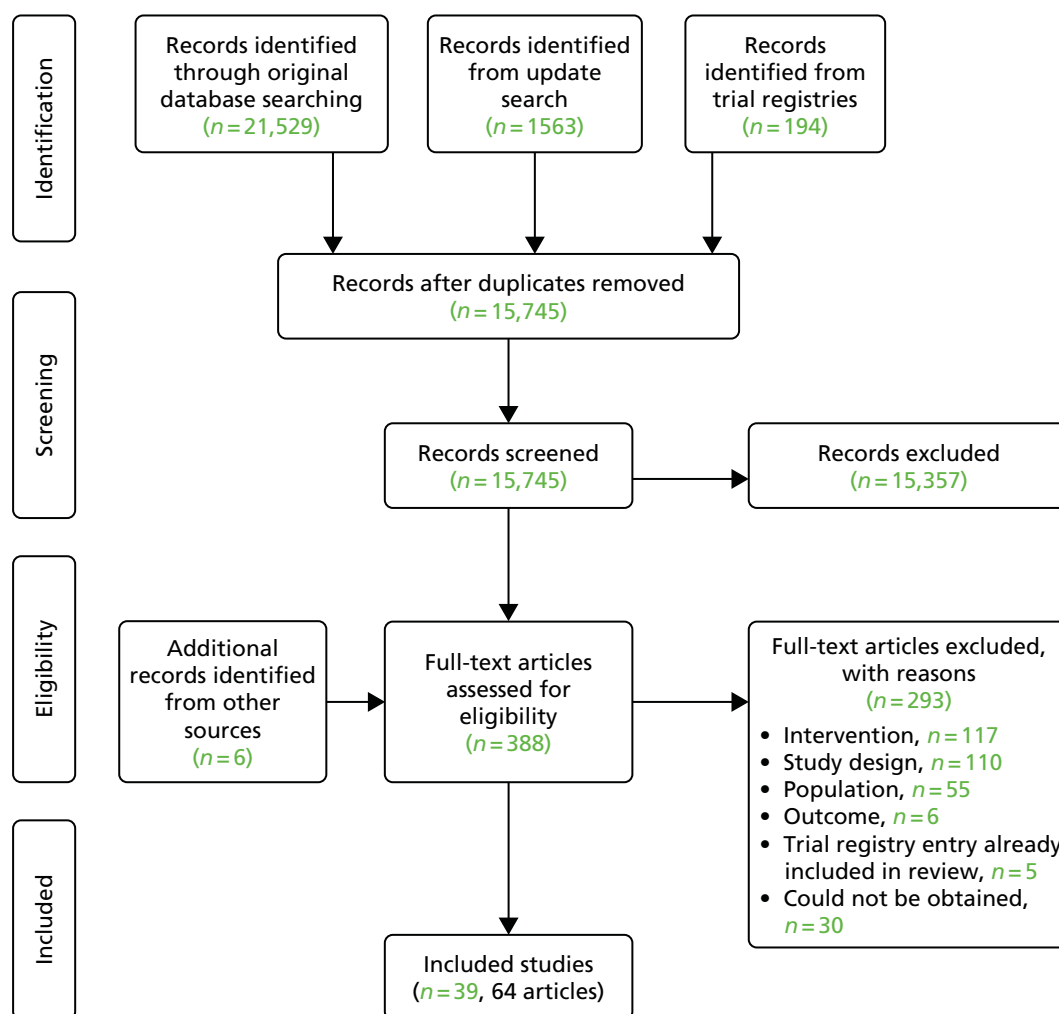 Identification
Records identified
through original
database searching
(n = 21,529)
Records identified
from update
search
(n = 1563)
Records
identified from
trial registries
(n = 194)
Records after duplicates removed
(n = 15,745)
Screening
Records screened
(n = 15,745)
Records excluded
(n = 15,357)
Eligibility
Additional
records identified
from other
sources
(n = 6)
Full-text articles
assessed for
eligibility
(n = 388)
Full-text articles excluded,
with reasons
(n = 293)
• Intervention, n = 117
• Study design, n = 110
• Population, n = 55
• Outcome, n = 6
• Trial registry entry already
included in review, n = 5
• Could not be obtained,
n = 30
Included
Included studies
(n = 39, 64 articles)